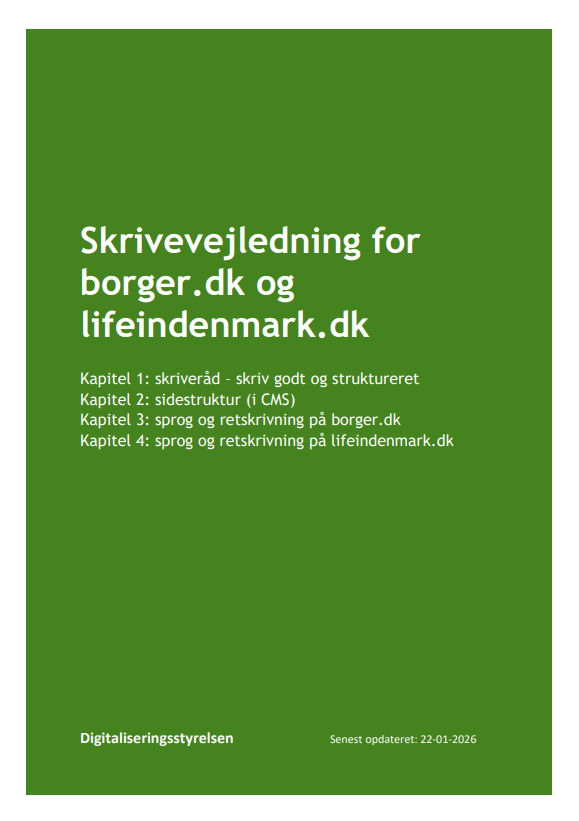 Skrivevejledning for
borger.dk og
lifeindenmark.dk
Kapitel 1: skriveråd – skriv godt og struktureret
Kapitel 2: sidestruktur (i CMS)
Kapitel 3: sprog og retskrivning på borger.dk
Kapitel 4: sprog og retskrivning på lifeindenmark.dk
Digitaliseringsstyrelsen
Senest opdateret: 22-01-2026